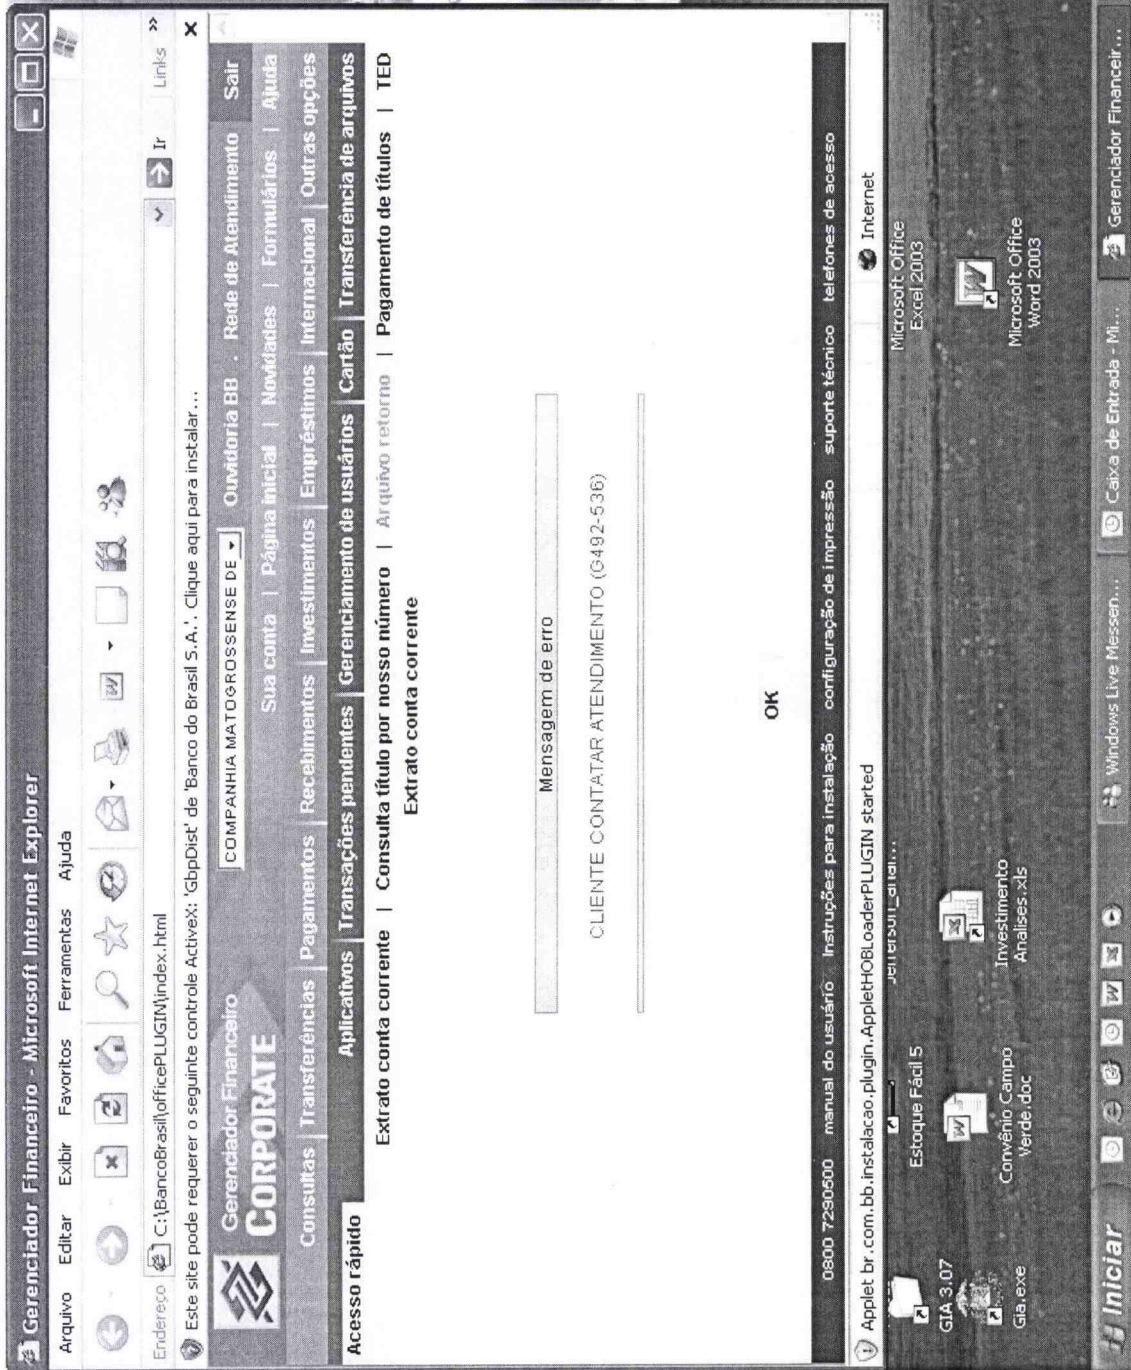 Gerenciador Financeiro - Microsoft Internet Explorer
Arquivo Editar Exibir Favoritos Ferramentas Ajuda
Endereço C:\BancoBrasil\officePLUGIN\index.html Ir Links »
Este site pode requerer o seguinte controle ActiveX: 'GbpDist' de 'Banco do Brasil S.A.'. Clique aqui para instalar...
Gerenciador Financeiro
CORPORATE
COMPANHIA MATOGROSSENSE DE
Ouvidoria BB . Rede de Atendimento Sair
Sua conta | Página inicial | Novidades | Formulários | Ajuda
Consultas Transferências Pagamentos Recebimentos Investimentos Empréstimos Internacional Outras opções
Aplicativos Transações pendentes Gerenciamento de usuários Cartão Transferência de arquivos
Acesso rápido
Extrato conta corrente | Consulta título por nosso número | Arquivo retorno | Pagamento de títulos | TED
Extrato conta corrente
Mensagem de erro
CLIENTE CONTATAR ATENDIMENTO (G492-536)
OK
0800 7290500 manual do usuário Instruções para instalação configuração de impressão suporte técnico telefones de acesso
Applet br.com.bb.instalacao.plugin.AppletHOBLoaderPLUGIN started Internet
GIA 3.07
Estoque Fácil 5
Microsoft Office
Excel 2003
Gia.exe
Convênio Campo
Verde.doc
Investimento
Analises.xls
Microsoft Office
Word 2003
Iniciar Windows Live Messen... Caixa de Entrada - Mi... Gerenciador Financeir...